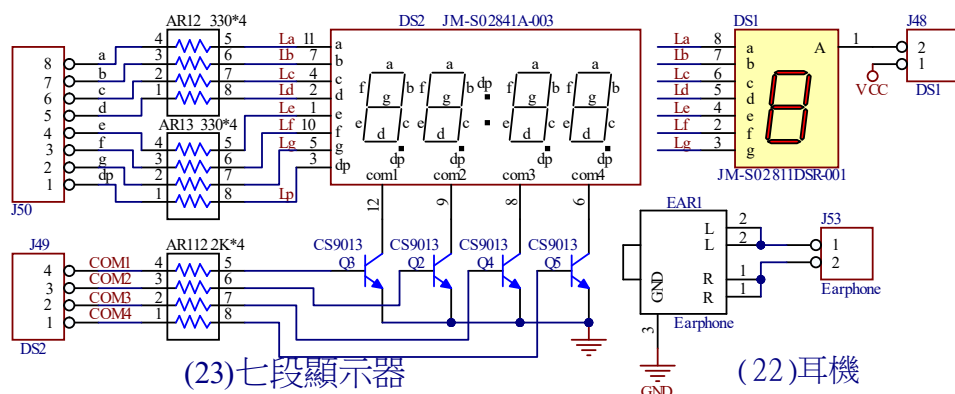 AR12 330*4
DS2 JM-S02841A-003
DS1
J48
8 a 4 5 La 11 a
7 b 3 6 Lb 7 b
6 c 2 7 Lc 4 c
5 d 1 8 Ld 2 d
4 e 4 5 Le 1 e
3 f 3 6 Lf 10 f
2 g 2 7 Lg 5 g
1 dp 1 8 Lp 3 dp
AR13 330*4
J50
a f g b e d c dp
a f g b e d c dp
dp
a f g b e d c dp
a f g b e d c dp
com1 com2 com3 com4
12 9 8 6
La 8 a A 1 2
Lb 7 b 1
Lc 6 c VCC
Ld 5 d DS1
Le 4 e
Lf 2 f
Lg 3 g
JM-S02811DSR-001
J49
AR112 2K*4
CS9013 CS9013 CS9013 CS9013
Q3 Q2 Q4 Q5
4 COM1 4 5
3 COM2 3 6
2 COM3 2 7
1 COM4 1 8
DS2
EAR1
J53
L 2 1
L 2 2
R 1
R 1
GND
3
Earphone
Earphone
GND
(23)七段顯示器
(22)耳機